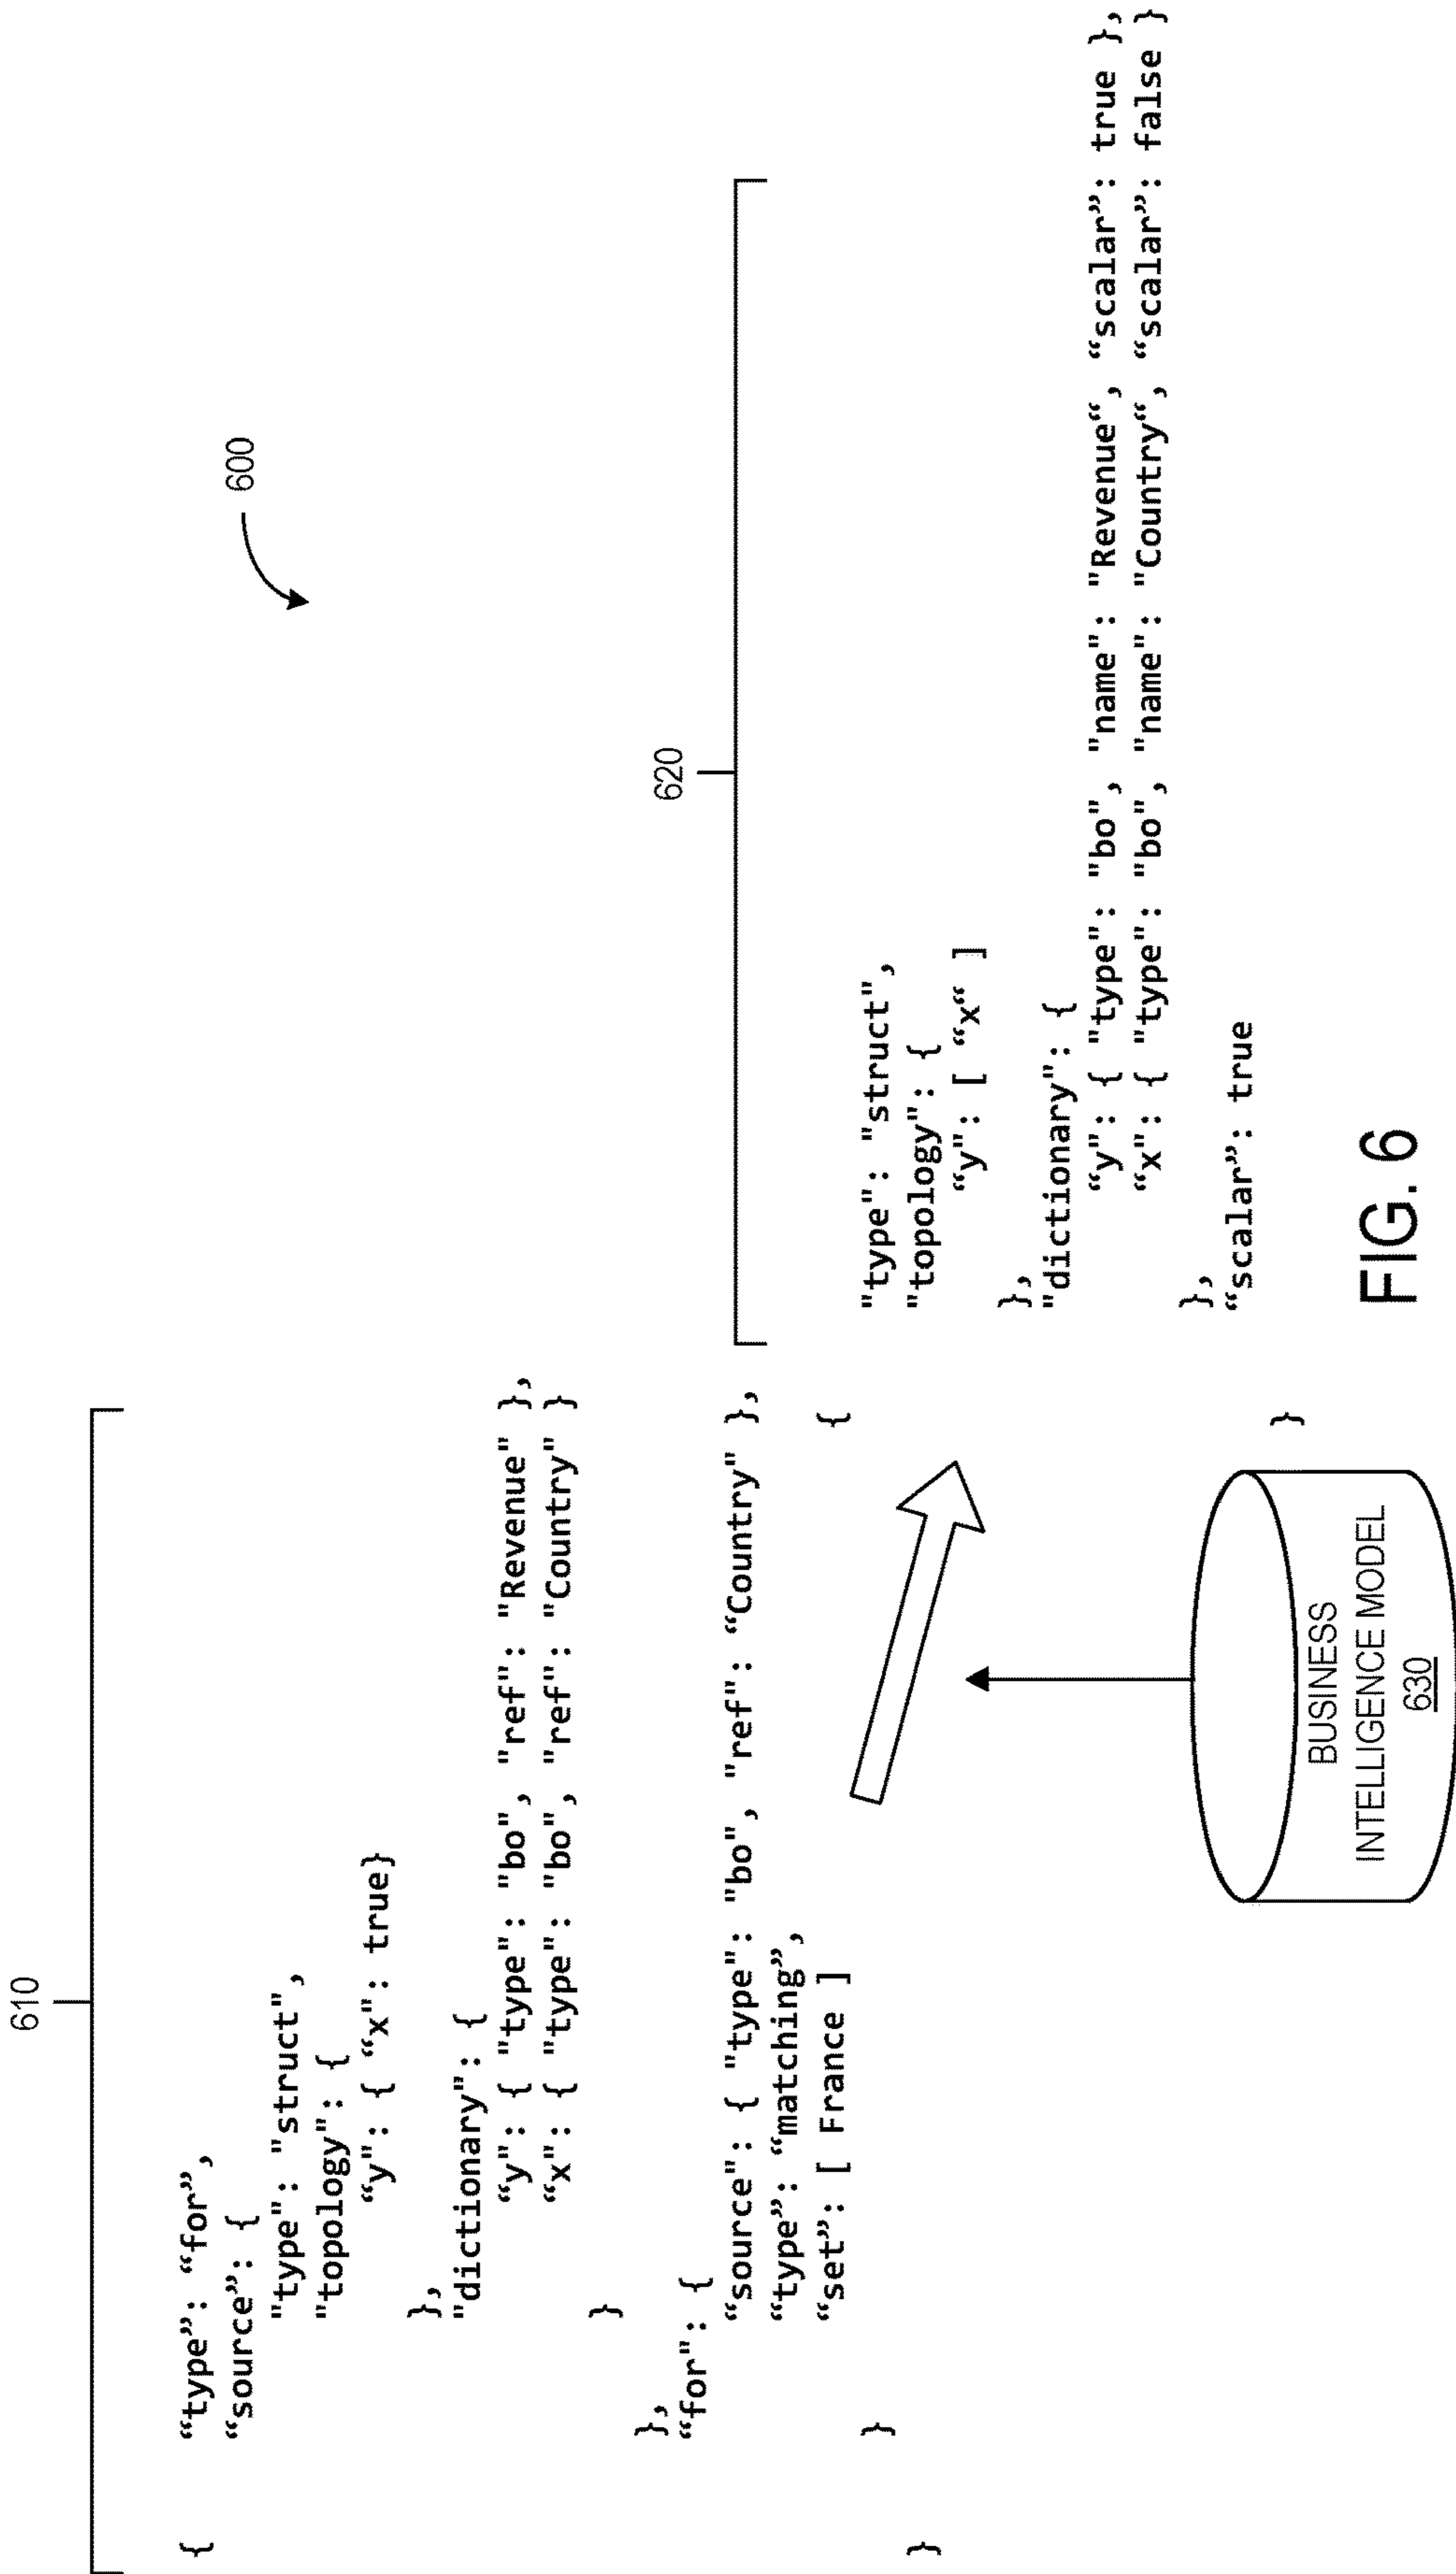 610
{ “type”: “for”,
“source”: {
"type": "struct",
"topology": {
“y": { “x": true}
},
"dictionary": {
“y": { "type": "bo", "ref": "Revenue" },
“x": { "type": "bo", "ref": "Country" }
}
},
“for": {
“source": { "type": "bo", "ref": “Country" },
“type”: “matching”,
“set”: [ France ]
}
}
600
620
{
"type": "struct",
"topology": {
“y": [ “x“ ]
},
"dictionary": {
“y": { "type": "bo", "name": "Revenue“, “scalar”: true },
“x": { "type": "bo", "name": "Country“, “scalar”: false }
},
“scalar”: true
}
BUSINESS
INTELLIGENCE MODEL
630
FIG. 6